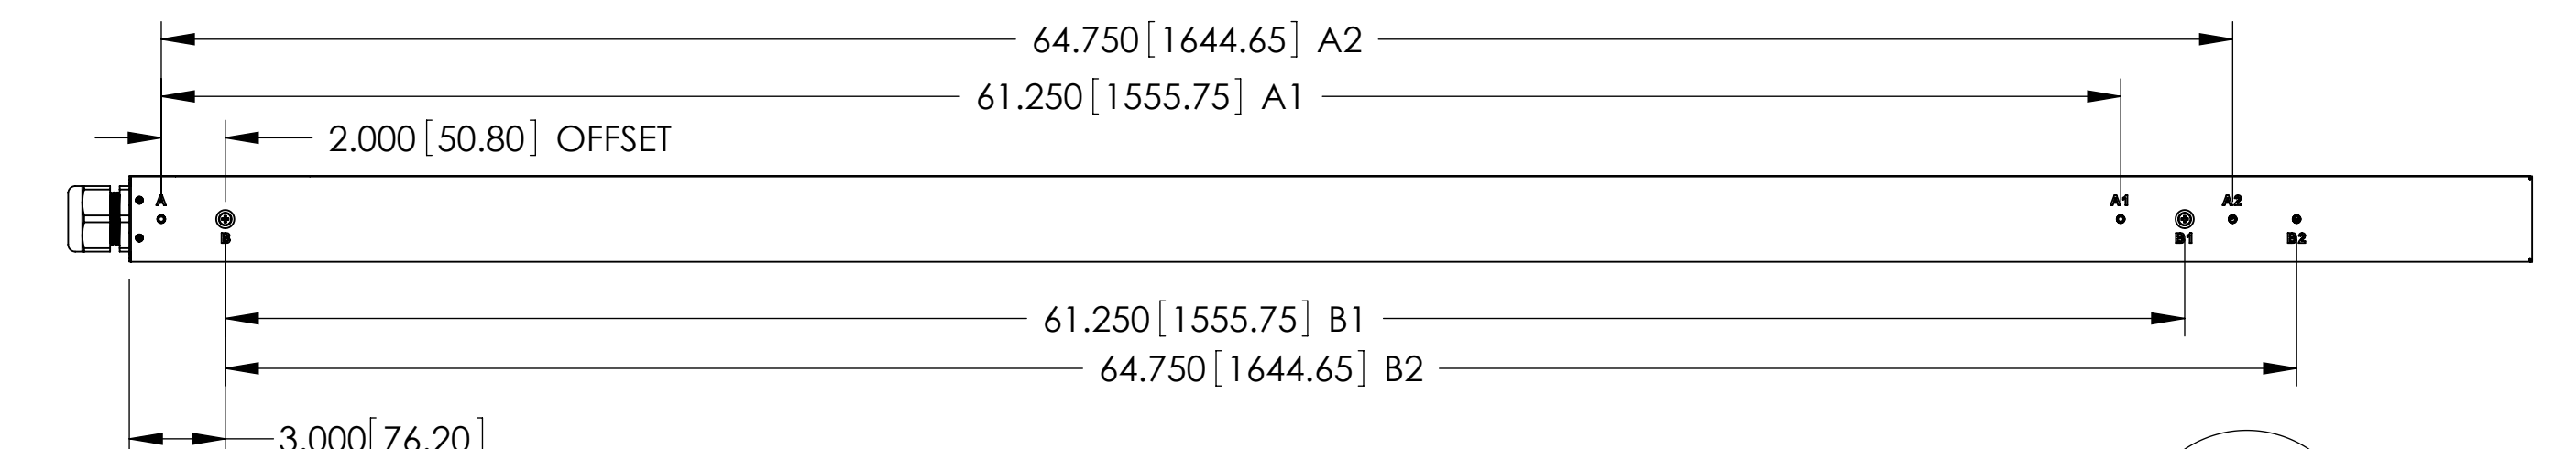 64.750[1644.65] A2
61.250[1555.75] A1
2.000[50.80] OFFSET
A A1 A2
B B1 B2
61.250[1555.75] B1
64.750[1644.65] B2
3.000[76.20]